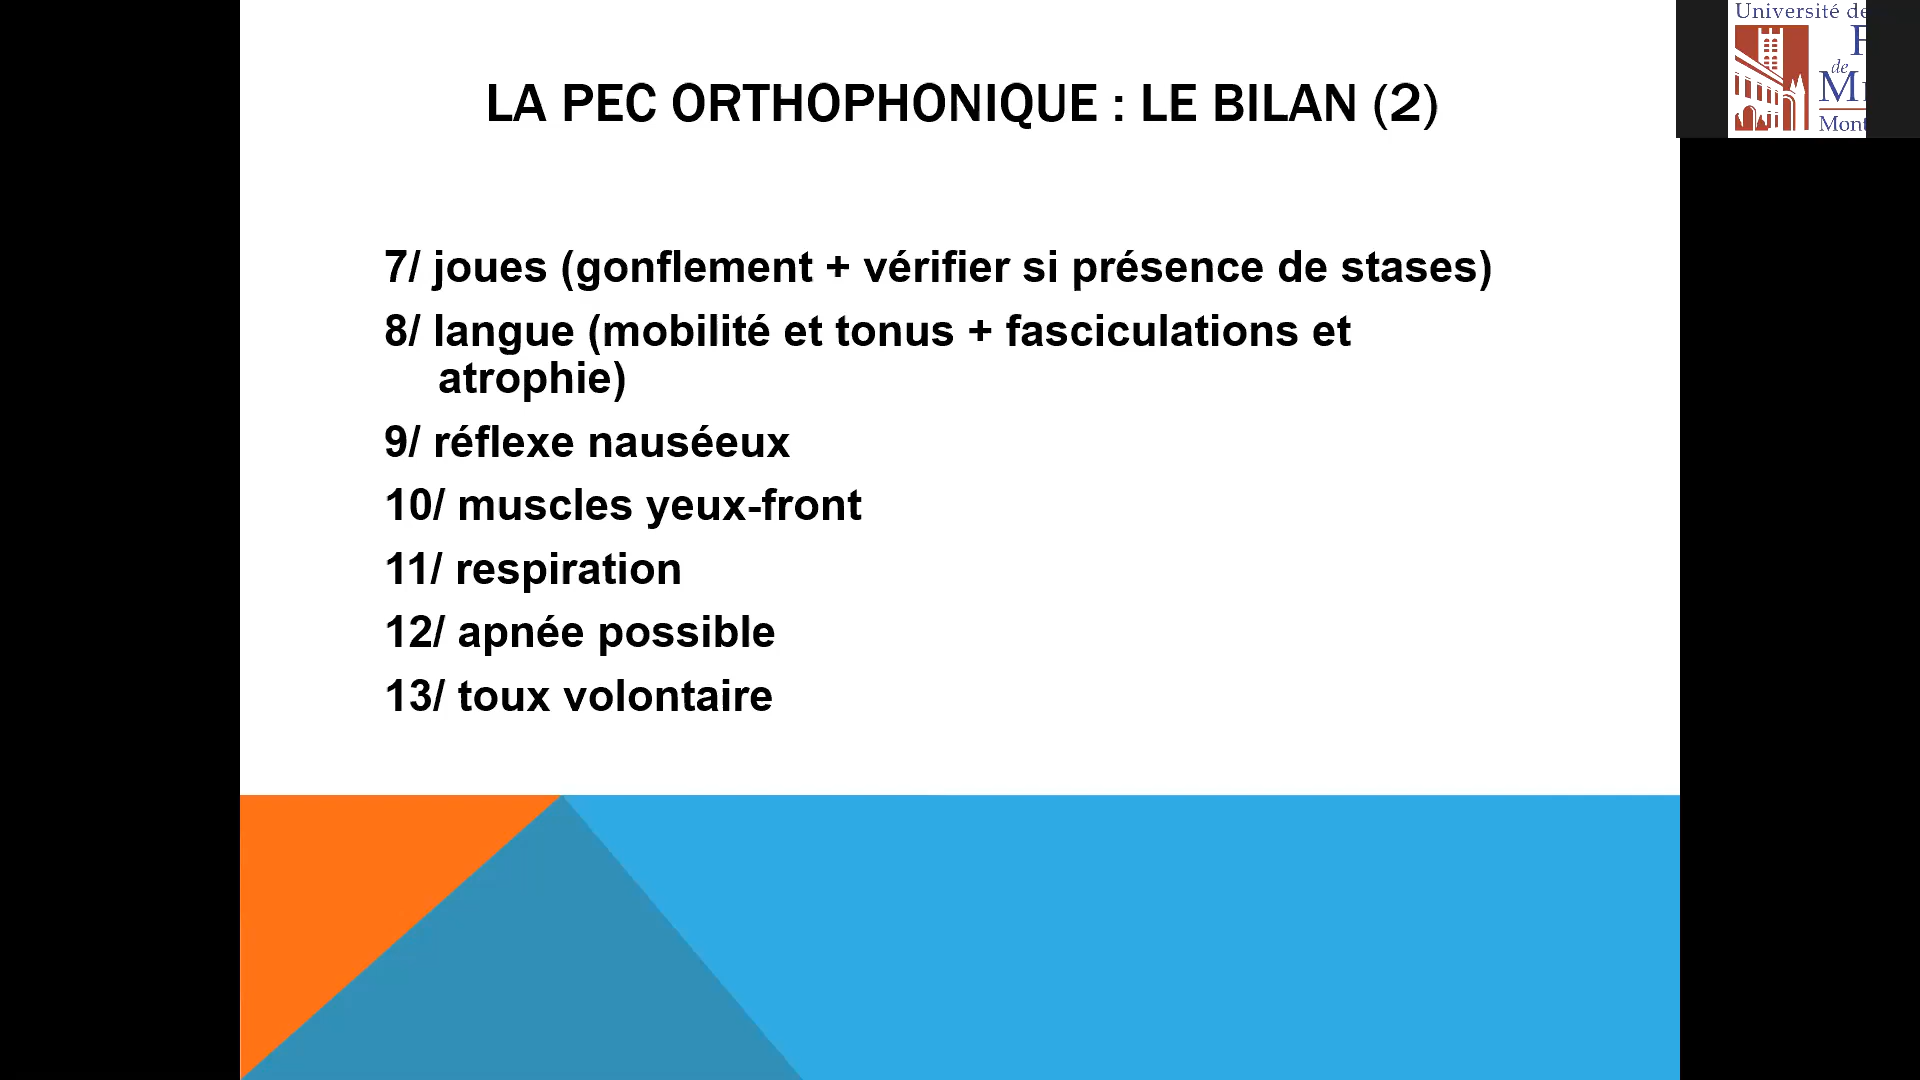 LA PEC ORTHOPHONIQUE : LE BILAN (2)
7/ joues (gonflement + vérifier si présence de stases)
8/ langue (mobilité et tonus + fasciculations et
atrophie)
9/ réflexe nauséeux
10/ muscles yeux-front
11/ respiration
12/ apnée possible
13/ toux volontaire
Université de
de
Mont